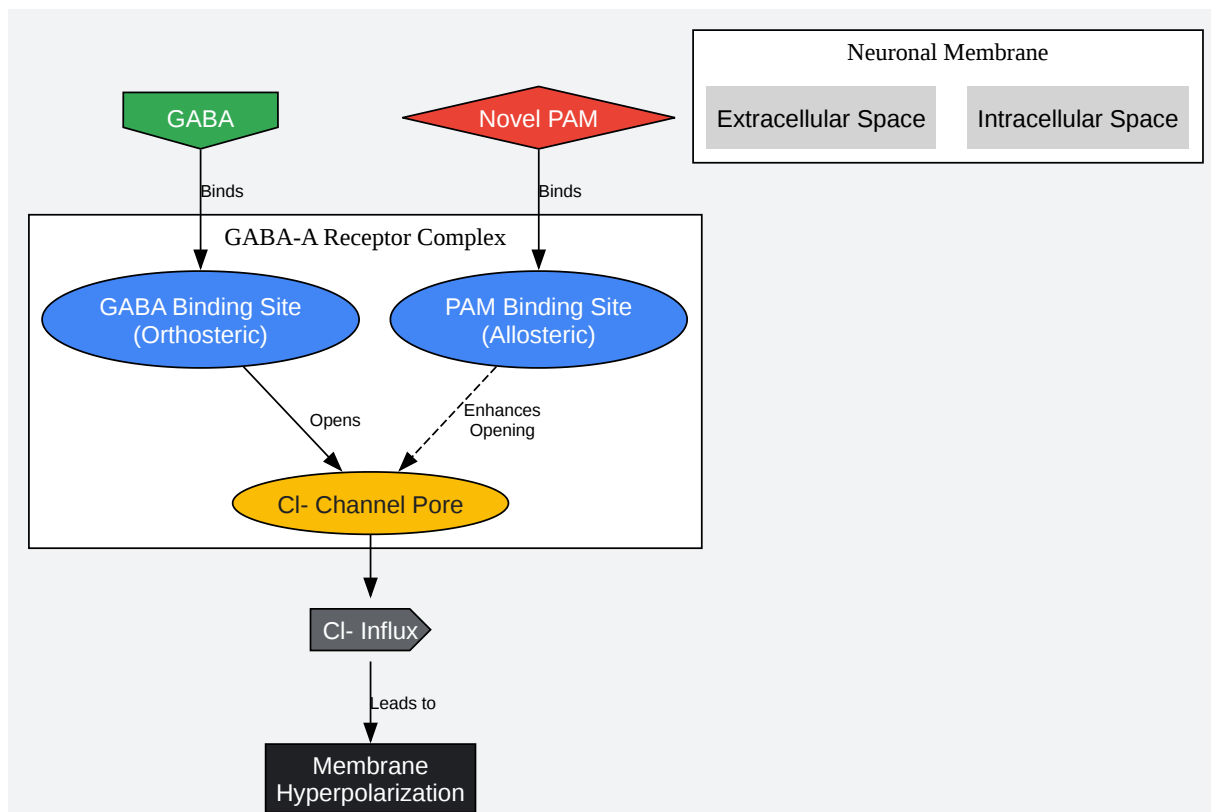 Neuronal Membrane
Extracellular Space
Intracellular Space
GABA
Novel PAM
Binds
Binds
GABA-A Receptor Complex
GABA Binding Site
(Orthosteric)
PAM Binding Site
(Allosteric)
Opens
Enhances
Opening
Cl- Channel Pore
Cl- Influx
Leads to
Membrane
Hyperpolarization